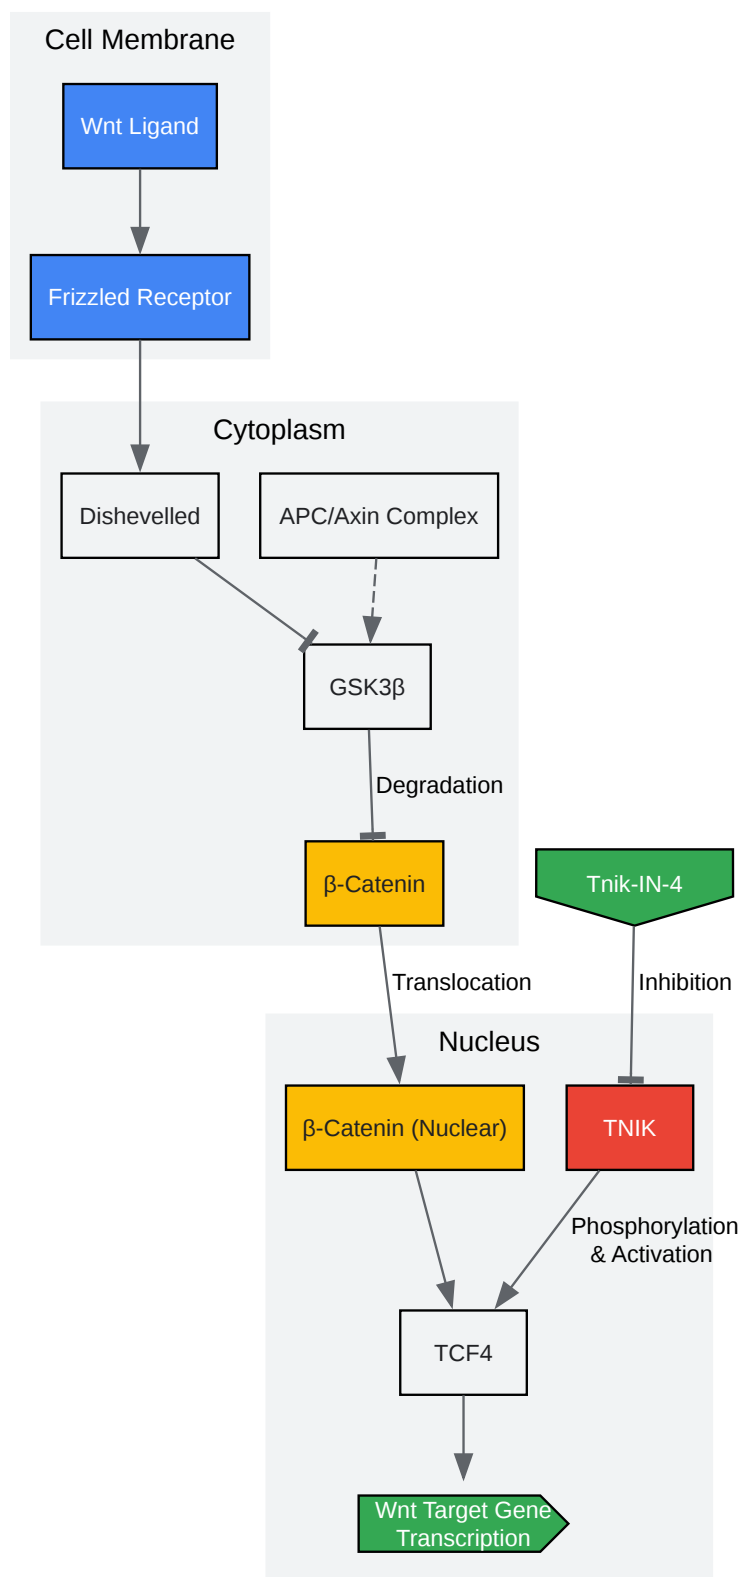 Cell Membrane
Wnt Ligand
Frizzled Receptor
Cytoplasm
Dishevelled
APC/Axin Complex
GSK3β
Degradation
β-Catenin
Tnik-IN-4
Translocation
Inhibition
Nucleus
β-Catenin (Nuclear)
TNIK
Phosphorylation
& Activation
TCF4
Wnt Target Gene
Transcription